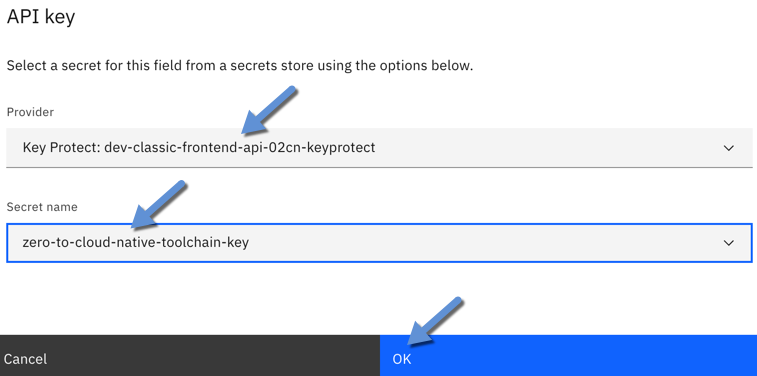 API key
Select a secret for this field from a secrets store using the options below.
Provider
Key Protect: dev-classic-frontend-api-02cn-keyprotect
Secret name
zero-to-cloud-native-toolchain-key
Cancel
OK